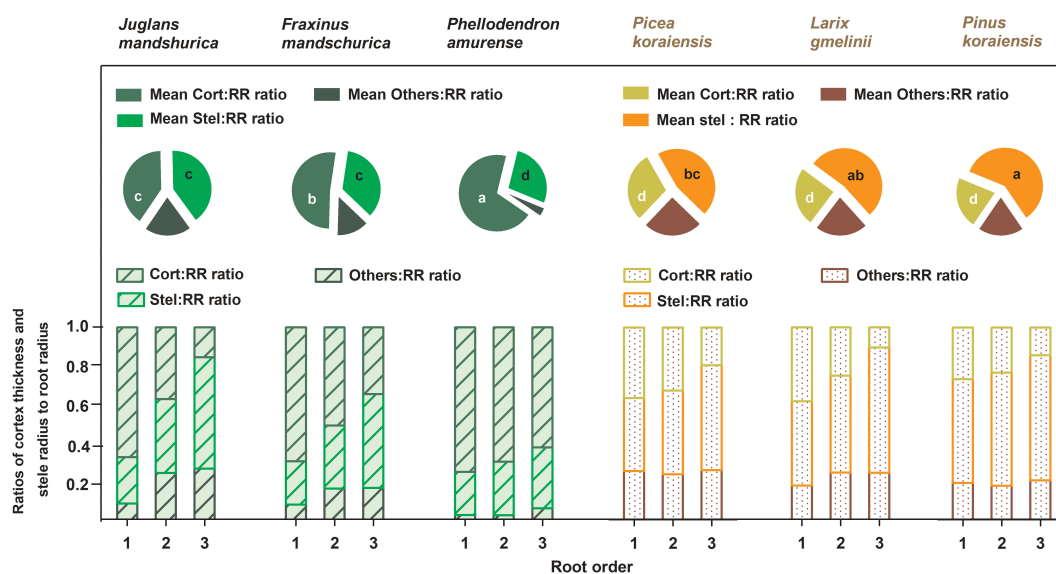 Juglans mandshurica
Fraxinus mandschurica
Phellodendron amurense
Picea koraiensis
Larix gmelinii
Pinus koraiensis
Mean Cort:RR ratio
Mean Others:RR ratio
Mean Stel:RR ratio
Mean Cort:RR ratio
Mean Others:RR ratio
Mean stel : RR ratio
c
c
b
c
a
d
d
bc
d
ab
d
a
Cort:RR ratio
Others:RR ratio
Stel:RR ratio
Cort:RR ratio
Others:RR ratio
Stel:RR ratio
Ratios of cortex thickness and
stele radius to root radius
1.0
0.8
0.6
0.4
0.2
1 2 3 1 2 3 1 2 3 1 2 3 1 2 3 1 2 3
Root order